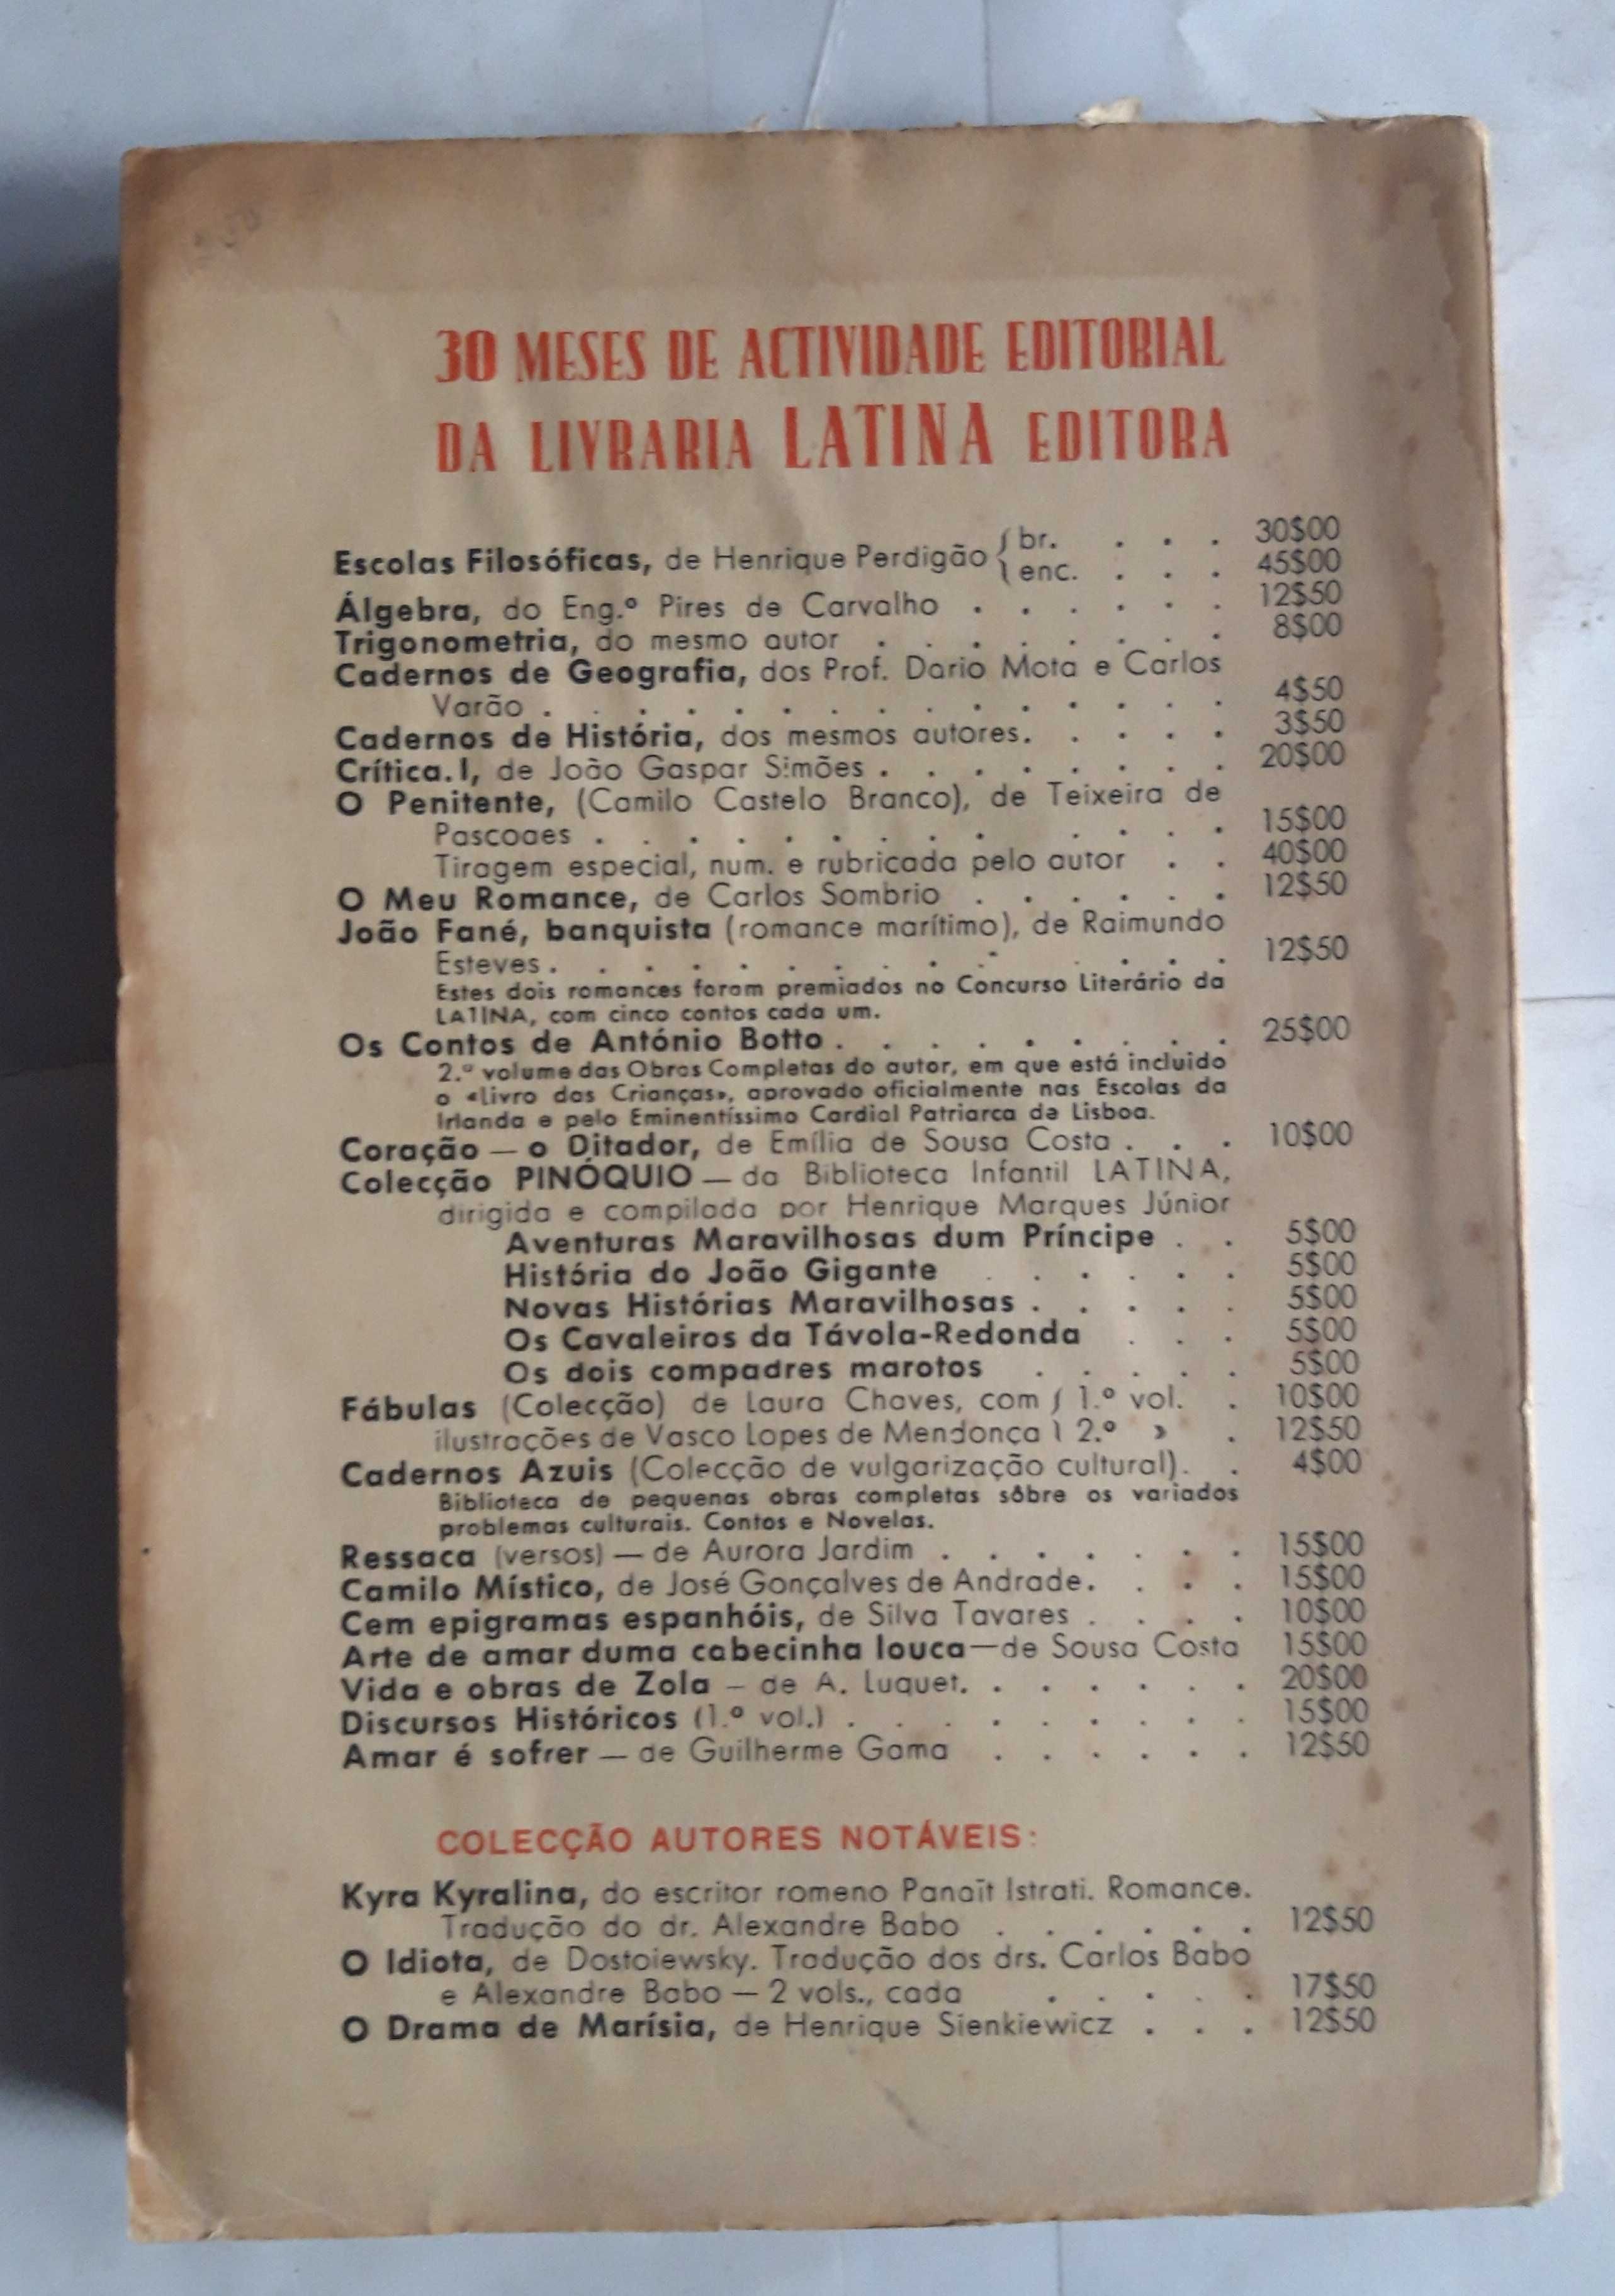 30 MESES DE ACTIVIDADE EDITORIAL
DA LIVRARIA LATINA EDITORA
Escolas Filosóficas, de Henrique Perdigão { br. . . . 30$00
enc. . . . 45$00
Álgebra, do Eng.º Pires de Carvalho . . . . . . 12$50
Trigonometria, do mesmo autor . . . . . . . . 8$00
Cadernos de Geografia, dos Prof. Dario Mota e Carlos
Varão . . . . . . . . . . . . . . . 4$50
Cadernos de História, dos mesmos autores. . . . . 3$50
Crítica. I, de João Gaspar Simões . . . . . . . . 20$00
O Penitente, (Camilo Castelo Branco), de Teixeira de
Pascoaes . . . . . . . . . . . . . 15$00
Tiragem especial, num. e rubricada pelo autor . . 40$00
O Meu Romance, de Carlos Sombrio . . . . . . 12$50
João Fané, banquista (romance marítimo), de Raimundo
Esteves . . . . . . . . . . . . . . 12$50
Estes dois romances foram premiados no Concurso Literário da
LATINA, com cinco contos cada um.
Os Contos de António Botto . . . . . . . . . 25$00
2.º volume das Obras Completas do autor, em que está incluido
o «Livro das Crianças», aprovado oficialmente nas Escolas da
Irlanda e pelo Eminentíssimo Cardial Patriarca de Lisboa.
Coração — o Ditador, de Emília de Sousa Costa . . . 10$00
Colecção PINÓQUIO — da Biblioteca Infantil LATINA,
dirigida e compilada por Henrique Marques Júnior
Aventuras Maravilhosas dum Príncipe . . 5$00
História do João Gigante . . . . . . 5$00
Novas Histórias Maravilhosas . . . . . 5$00
Os Cavaleiros da Távola-Redonda . . . 5$00
Os dois compadres marotos . . . . . 5$00
Fábulas (Colecção) de Laura Chaves, com { 1.º vol. . 10$00
ilustrações de Vasco Lopes de Mendonça 2.º » . 12$50
Cadernos Azuis (Colecção de vulgarização cultural). . 4$00
Biblioteca de pequenas obras completas sôbre os variados
problemas culturais. Contos e Novelas.
Ressaca (versos) — de Aurora Jardim . . . . . . . 15$00
Camilo Místico, de José Gonçalves de Andrade. . . . 15$00
Cem epigramas espanhóis, de Silva Tavares . . . . 10$00
Arte de amar duma cabecinha louca — de Sousa Costa 15$00
Vida e obras de Zola — de A. Luquet. . . . . . . 20$00
Discursos Históricos (1.º vol.) . . . . . . . . . 15$00
Amar é sofrer — de Guilherme Gama . . . . . . 12$50
COLECÇÃO AUTORES NOTÁVEIS:
Kyra Kyralina, do escritor romeno Panaït Istrati. Romance.
Tradução do dr. Alexandre Babo . . . . . . 12$50
O Idiota, de Dostoiewsky. Tradução dos drs. Carlos Babo
e Alexandre Babo — 2 vols., cada . . . . . 17$50
O Drama de Marísia, de Henrique Sienkiewicz . . . 12$50